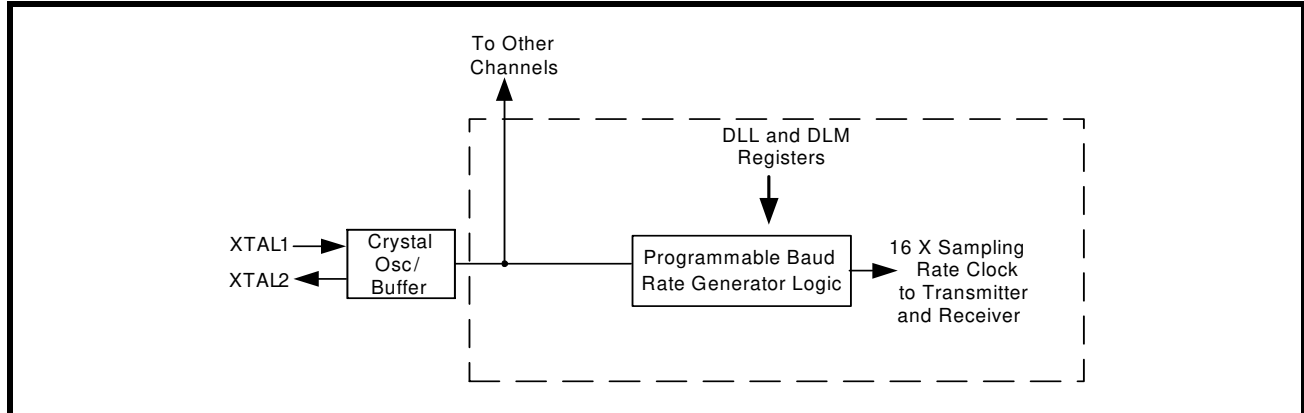 To Other
Channels
DLL and DLM
Registers
XTAL1
XTAL2
Crystal
Osc/
Buffer
Programmable Baud
Rate Generator Logic
16 X Sampling
Rate Clock
to Transmitter
and Receiver